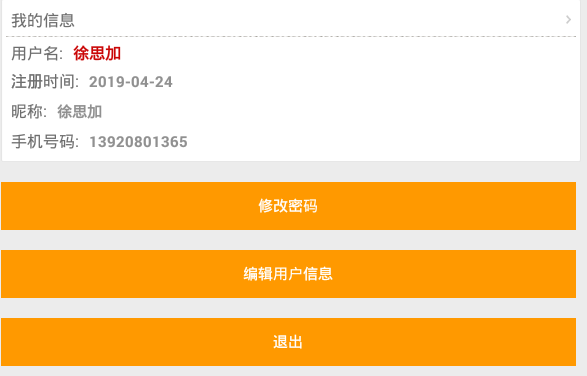 我的信息
用户名: 徐思加
注册时间: 2019-04-24
昵称: 徐思加
手机号码: 13920801365
修改密码
编辑用户信息
退出